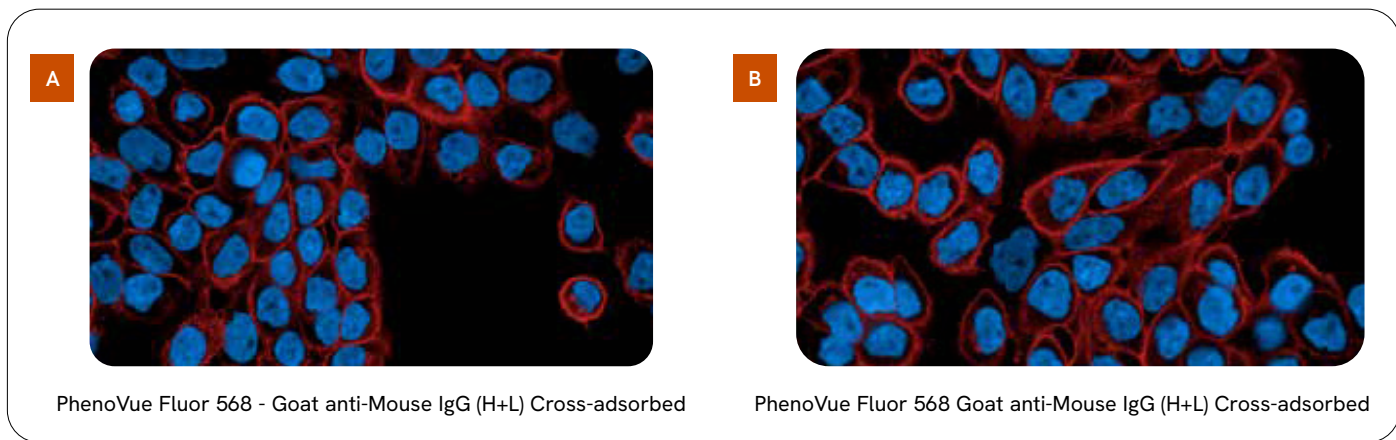 A
B
PhenoVue Fluor 568 - Goat anti-Mouse IgG (H+L) Cross-adsorbed
PhenoVue Fluor 568 Goat anti-Mouse IgG (H+L) Cross-adsorbed